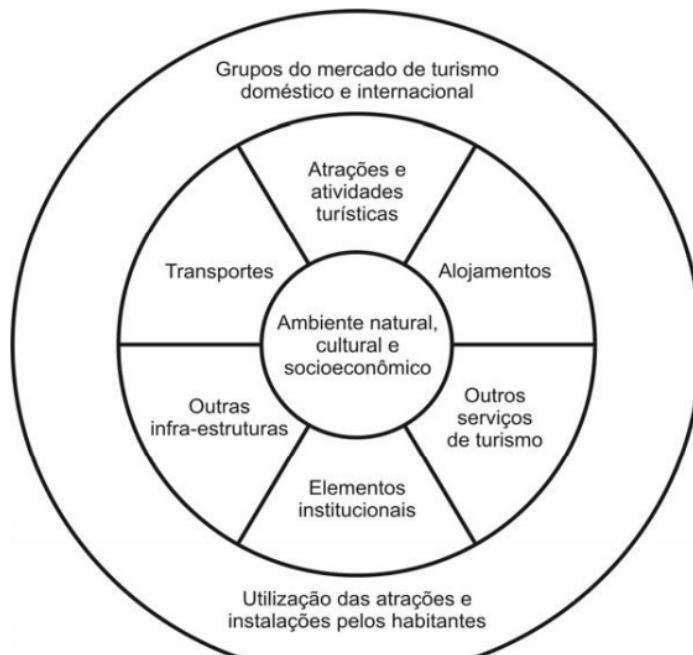 Grupos do mercado de turismo
doméstico e internacional
Atrações e
atividades
turísticas
Transportes
Alojamentos
Ambiente natural,
cultural e
socioeconômico
Outras
infra-estruturas
Outros
serviços
de turismo
Elementos
institucionais
Utilização das atrações e
instalações pelos habitantes